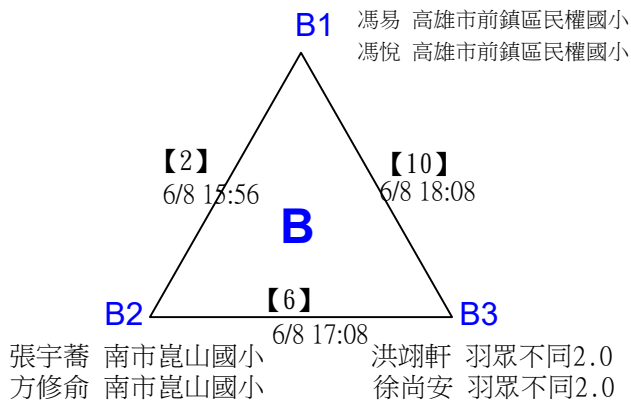 B1 馮易 高雄市前鎮區民權國小
馮悅 高雄市前鎮區民權國小
【2】
6/8 15:56
【10】
6/8 18:08
B
【6】
6/8 17:08
B2
B3
張宇蕎 南市崑山國小
方修俞 南市崑山國小
洪翊軒 羽眾不同2.0
徐尚安 羽眾不同2.0